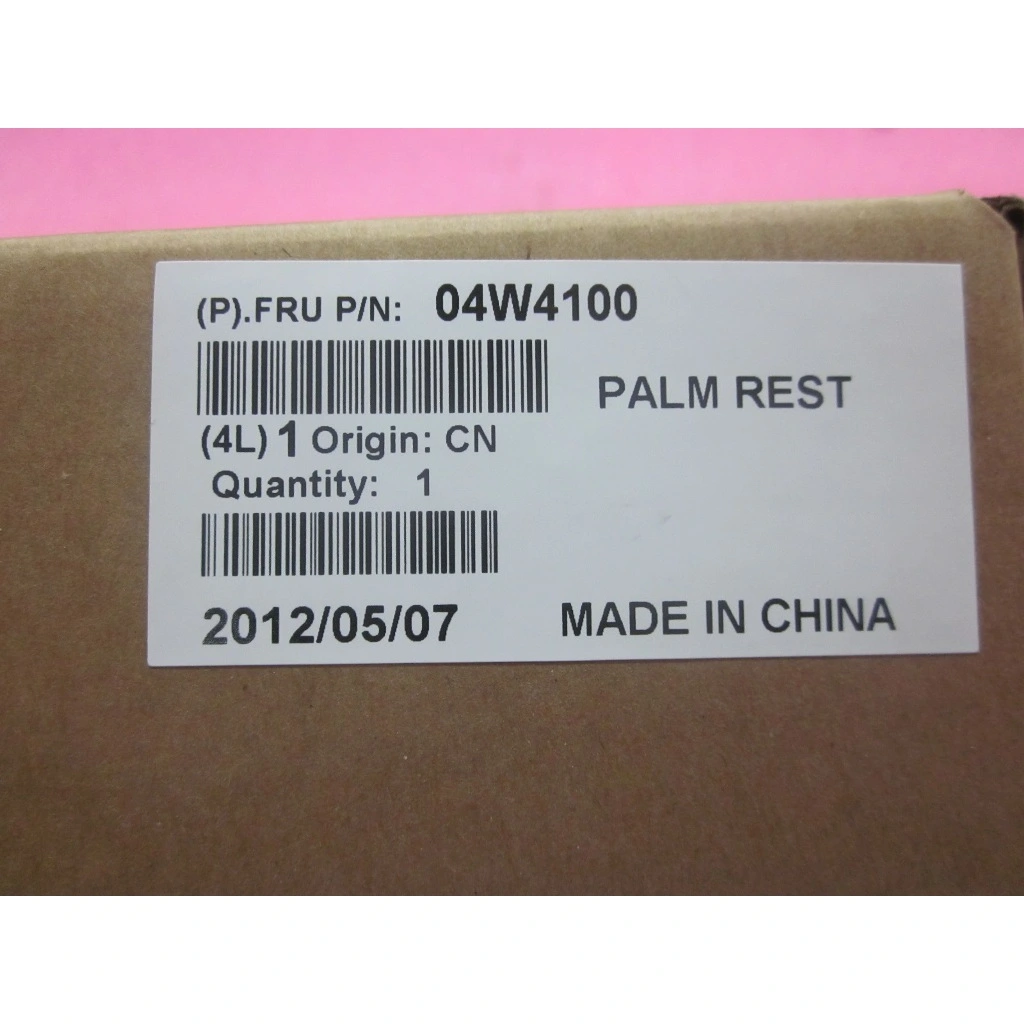 (P).FRU P/N: 04W4100
PALM REST
(4L) 1 Origin: CN
Quantity: 1
2012/05/07 MADE IN CHINA